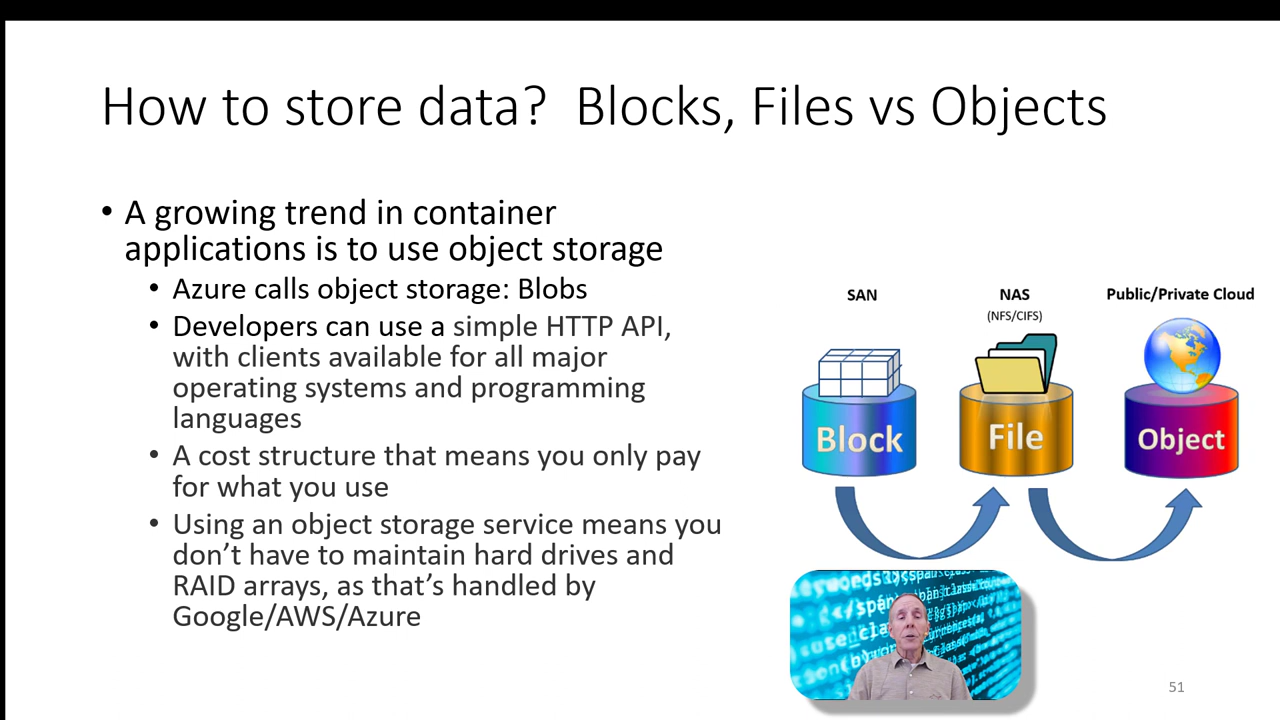 How to store data?  Blocks, Files vs Objects
• A growing trend in container
applications is to use object storage
• Azure calls object storage: Blobs
• Developers can use a simple HTTP API,
with clients available for all major
operating systems and programming
languages
• A cost structure that means you only pay
for what you use
• Using an object storage service means you
don’t have to maintain hard drives and
RAID arrays, as that’s handled by
Google/AWS/Azure
SAN
NAS
(NFS/CIFS)
Public/Private Cloud
Block
File
Object
51